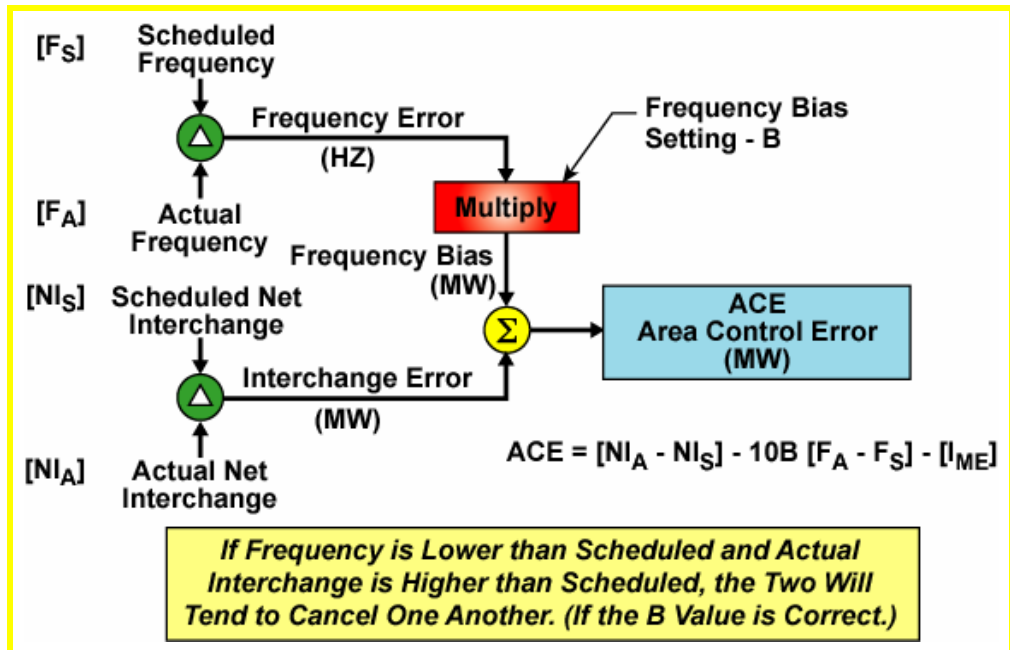 [FS]
Scheduled
Frequency
Frequency Error
(HZ)
Frequency Bias
Setting - B
Multiply
[FA]
Actual
Frequency
Frequency Bias
(MW)
[NIS]
Scheduled Net
Interchange
Σ
ACE
Area Control Error
(MW)
Interchange Error
(MW)
[NIA]
Actual Net
Interchange
ACE = [NIA - NIS] - 10B [FA - FS] - [IME]
If Frequency is Lower than Scheduled and Actual
Interchange is Higher than Scheduled, the Two Will
Tend to Cancel One Another. (If the B Value is Correct.)